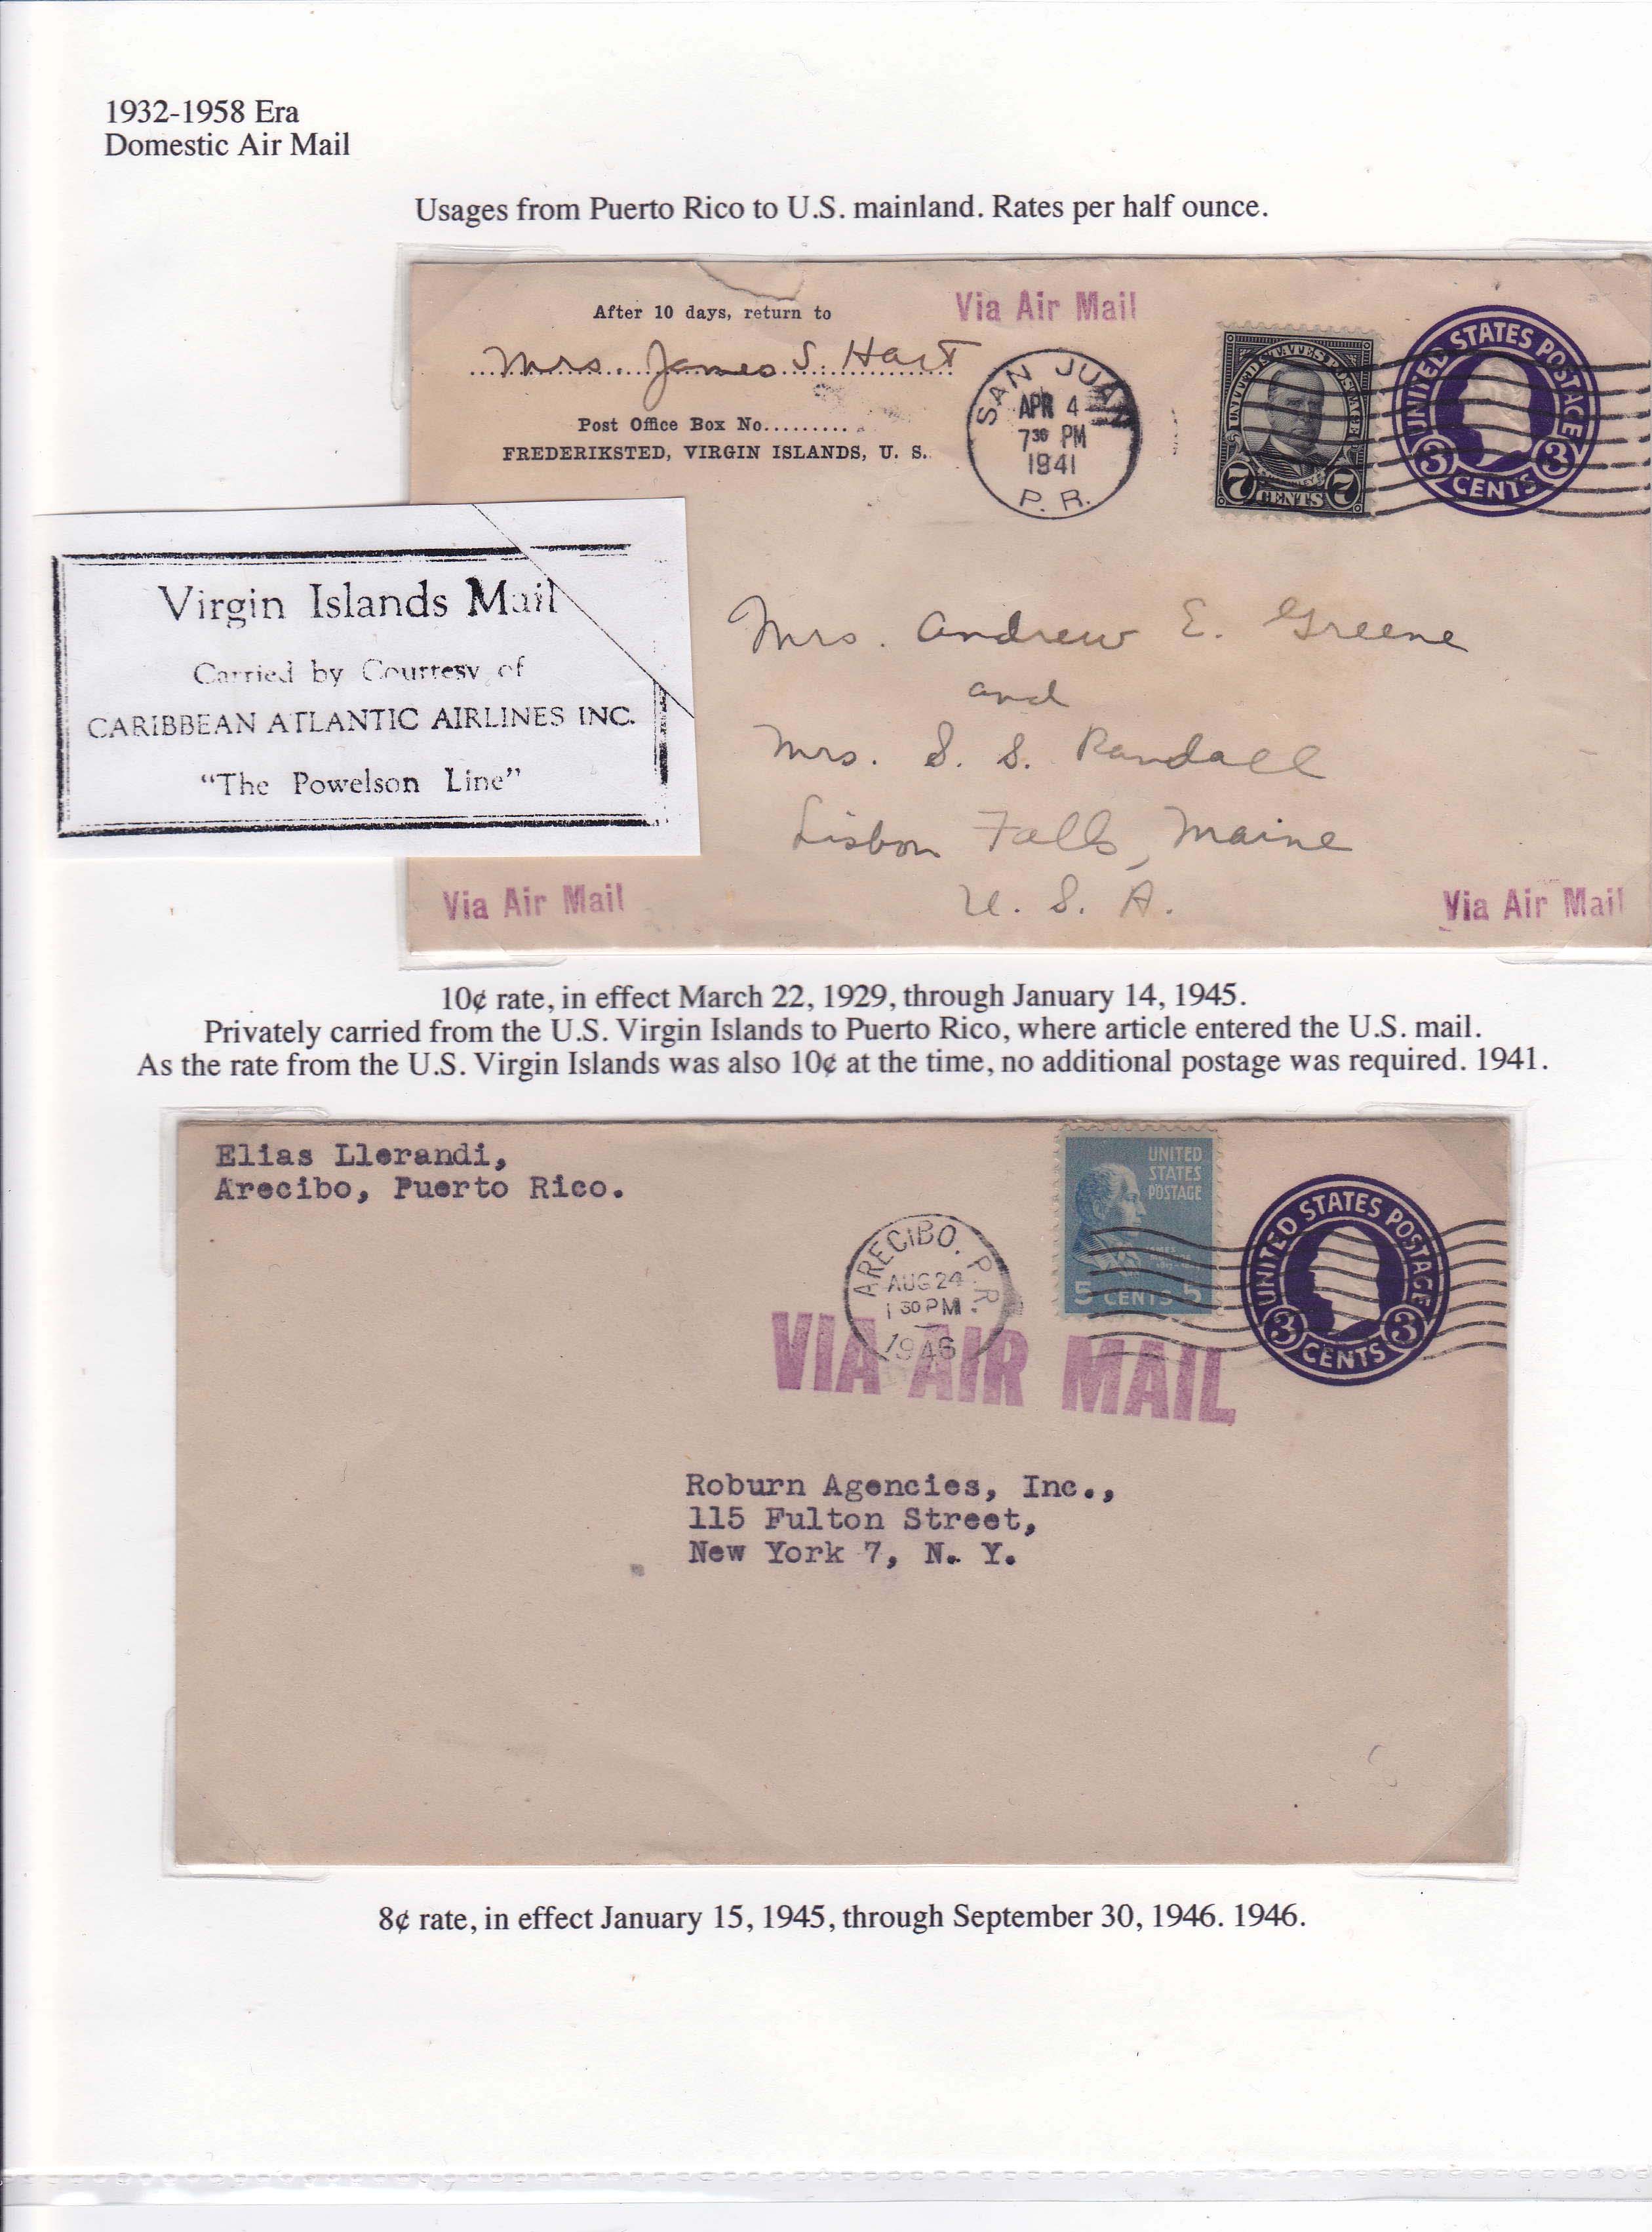 1932-1958 Era
Domestic Air Mail
Usages from Puerto Rico to U.S. mainland. Rates per half ounce.
After 10 days, return to
Mrs. James S. Hart
Post Office Box No.........
FREDERIKSTED, VIRGIN ISLANDS, U. S.
Via Air Mail
SAN JUAN
APR 4
7 30 PM
1941
P. R.
UNITED STATES POSTAGE
7 CENTS 7
UNITED STATES POSTAGE
3 3
CENTS
Virgin Islands Mail
Carried by Courtesy of
CARIBBEAN ATLANTIC AIRLINES INC.
"The Powelson Line"
Mrs. Andrew E. Greene
and
Mrs. S. S. Randall
Lisbon Falls, Maine
U. S. A.
Via Air Mail
Via Air Mail
10¢ rate, in effect March 22, 1929, through January 14, 1945.
Privately carried from the U.S. Virgin Islands to Puerto Rico, where article entered the U.S. mail.
As the rate from the U.S. Virgin Islands was also 10¢ at the time, no additional postage was required. 1941.
Elias Llerandi,
Arecibo, Puerto Rico.
ARECIBO, P.R.
AUG 24
1 30 PM
1946
UNITED
STATES
POSTAGE
5 CENTS 5
UNITED STATES POSTAGE
3 3
CENTS
VIA AIR MAIL
Roburn Agencies, Inc.,
115 Fulton Street,
New York 7, N. Y.
8¢ rate, in effect January 15, 1945, through September 30, 1946. 1946.